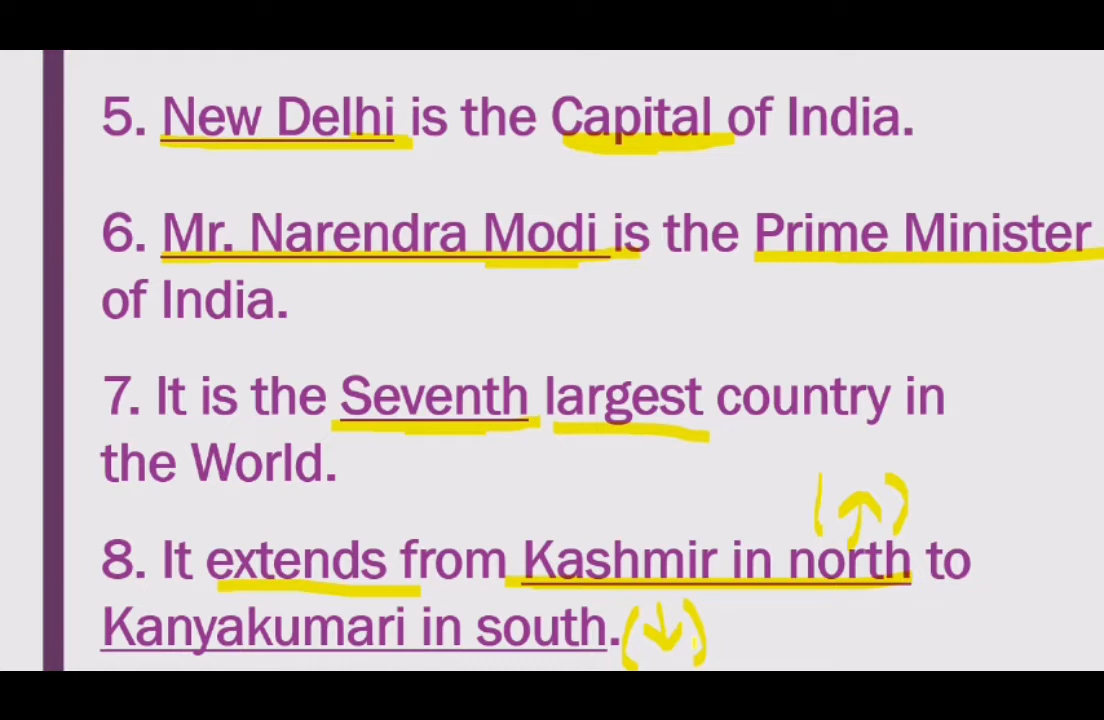 5. New Delhi is the Capital of India.
6. Mr. Narendra Modi is the Prime Minister
of India.
7. It is the Seventh largest country in
the World.
8. It extends from Kashmir in north to
Kanyakumari in south.